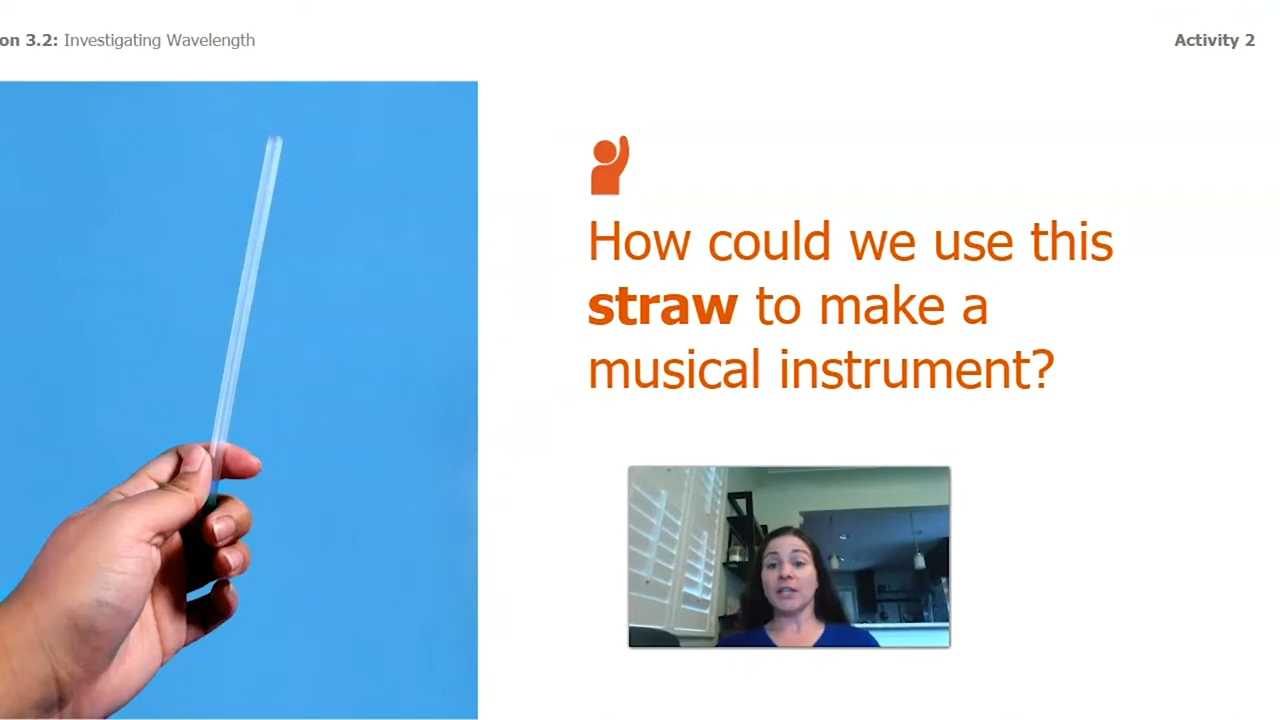 on 3.2: Investigating Wavelength
Activity 2
How could we use this
straw to make a
musical instrument?